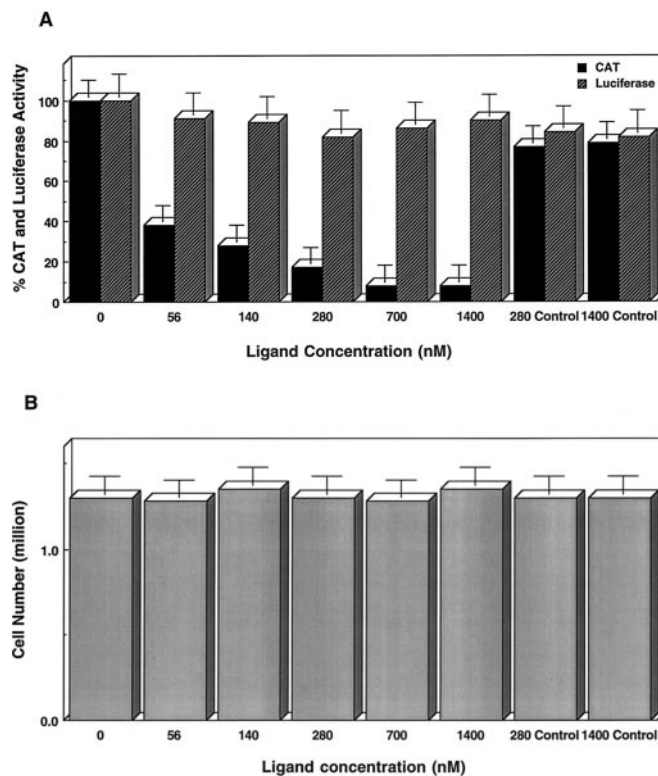 A
CAT
Luciferase
% CAT and Luciferase Activity
100
80
60
40
20
0
0 56 140 280 700 1400 280 Control 1400 Control
Ligand Concentration (nM)
B
Cell Number (million)
1.0
0.0
0 56 140 280 700 1400 280 Control 1400 Control
Ligand concentration (nM)